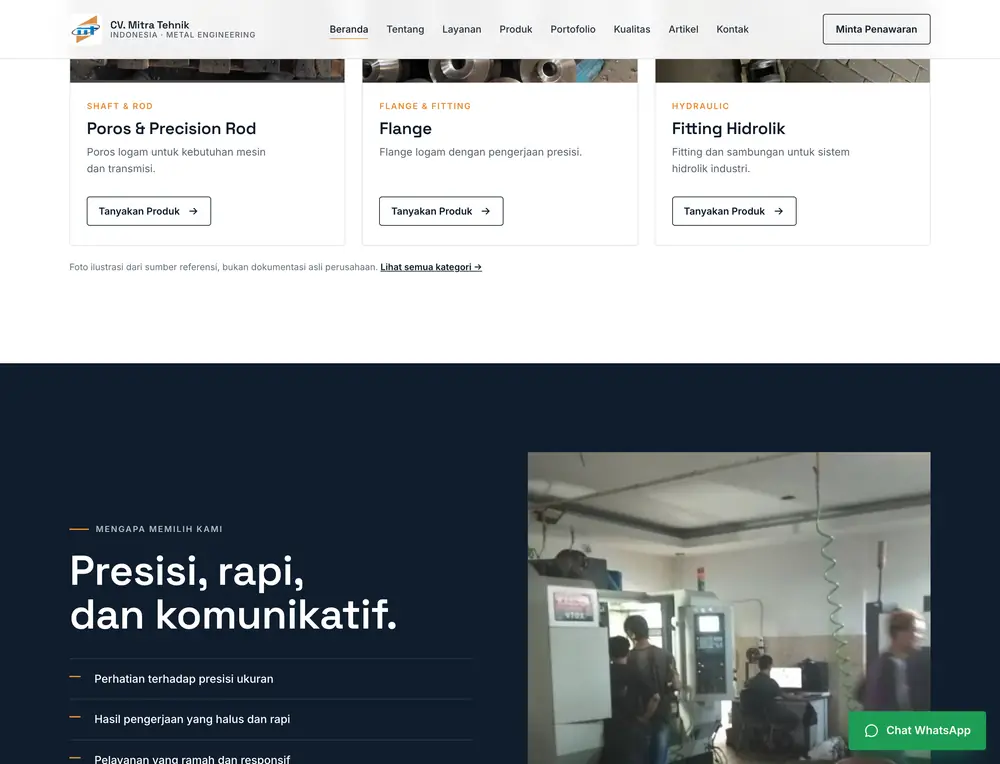 CV. Mitra Tehnik
INDONESIA · METAL ENGINEERING
Beranda
Tentang
Layanan
Produk
Portofolio
Kualitas
Artikel
Kontak
Minta Penawaran
SHAFT & ROD
Poros & Precision Rod
Poros logam untuk kebutuhan mesin
dan transmisi.
Tanyakan Produk →
FLANGE & FITTING
Flange
Flange logam dengan pengerjaan presisi.
Tanyakan Produk →
HYDRAULIC
Fitting Hidrolik
Fitting dan sambungan untuk sistem
hidrolik industri.
Tanyakan Produk →
Foto ilustrasi dari sumber referensi, bukan dokumentasi asli perusahaan. Lihat semua kategori →
MENGAPA MEMILIH KAMI
Presisi, rapi,
dan komunikatif.
Perhatian terhadap presisi ukuran
Hasil pengerjaan yang halus dan rapi
Pelayanan yang ramah dan responsif
Chat WhatsApp